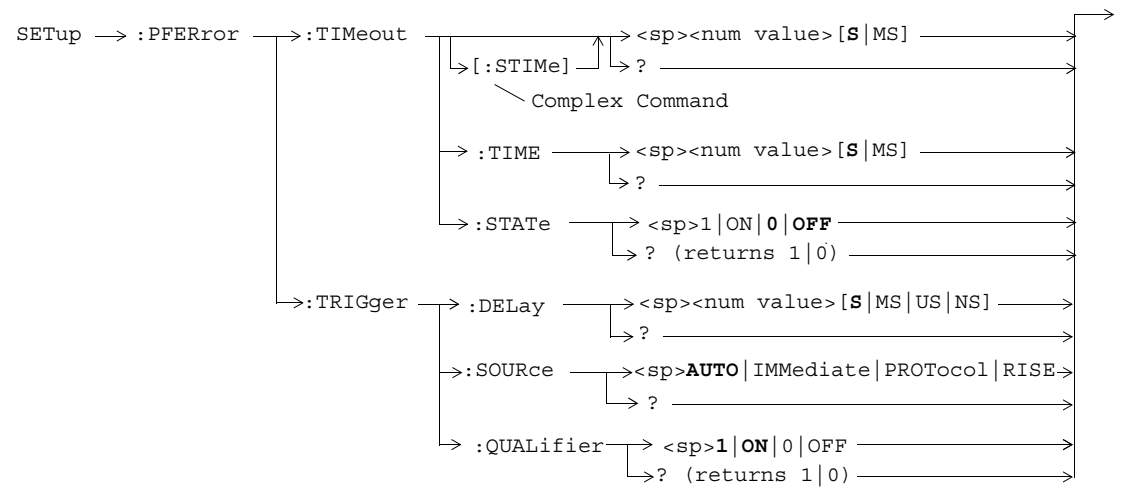 SETup :PFERror :TIMeout <sp><num value>[S|MS]
[:STIMe] ?
Complex Command
:TIME <sp><num value>[S|MS]
?
:STATe <sp>1|ON|0|OFF
? (returns 1|0)
:TRIGger :DELay <sp><num value>[S|MS|US|NS]
?
:SOURce <sp>AUTO|IMMediate|PROTocol|RISE
?
:QUALifier <sp>1|ON|0|OFF
? (returns 1|0)